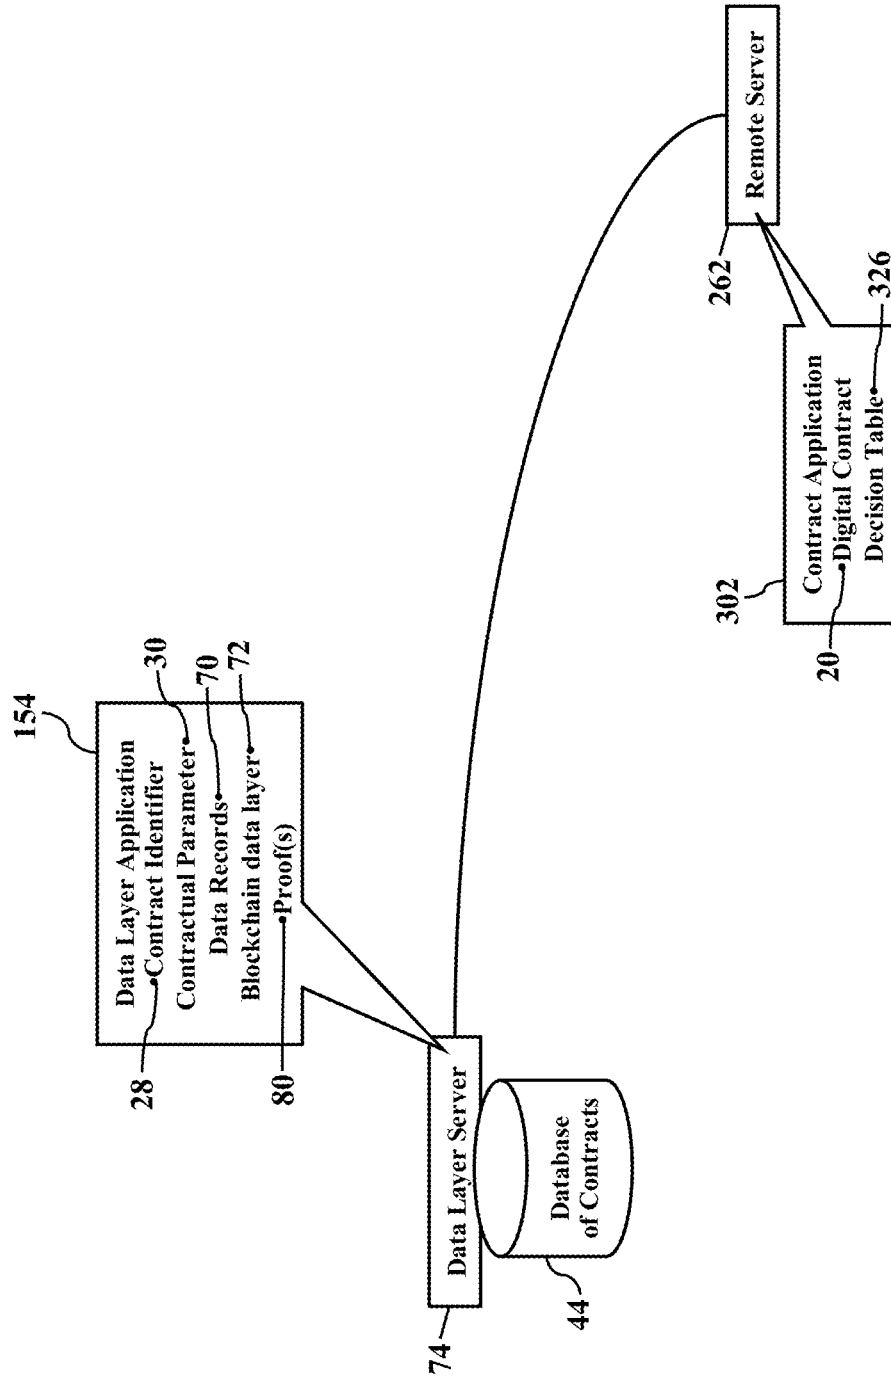 154
Data Layer Application
28
Contract Identifier
Contractual Parameter
30
Data Records
70
Blockchain data layer
72
80
Proof(s)
74
Data Layer Server
44
Database
of Contracts
262
Remote Server
302
Contract Application
20
Digital Contract
Decision Table
326